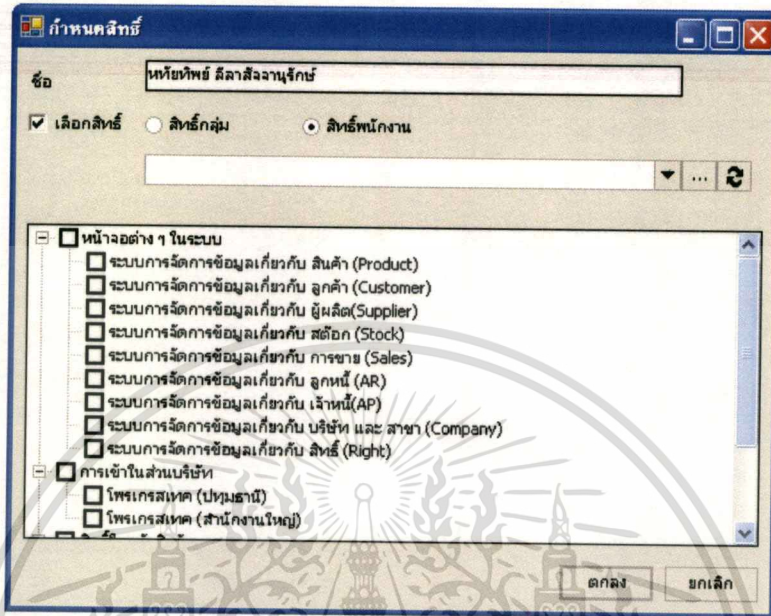 กำหนดสิทธิ์
ชื่อ หทัยทิพย์ ลีลาสัจจานุรักษ์
เลือกสิทธิ์ สิทธิ์กลุ่ม สิทธิ์พนักงาน
...
หน้าจอต่าง ๆ ในระบบ
ระบบการจัดการข้อมูลเกี่ยวกับ สินค้า (Product)
ระบบการจัดการข้อมูลเกี่ยวกับ ลูกค้า (Customer)
ระบบการจัดการข้อมูลเกี่ยวกับ ผู้ผลิต(Supplier)
ระบบการจัดการข้อมูลเกี่ยวกับ สต๊อก (Stock)
ระบบการจัดการข้อมูลเกี่ยวกับ การขาย (Sales)
ระบบการจัดการข้อมูลเกี่ยวกับ ลูกหนี้ (AR)
ระบบการจัดการข้อมูลเกี่ยวกับ เจ้าหนี้(AP)
ระบบการจัดการข้อมูลเกี่ยวกับ บริษัท และ สาขา (Company)
ระบบการจัดการข้อมูลเกี่ยวกับ สิทธิ์ (Right)
การเข้าในส่วนบริษัท
โพรเกรสเทค (ปทุมธานี)
โพรเกรสเทค (สำนักงานใหญ่)
ตกลง ยกเลิก